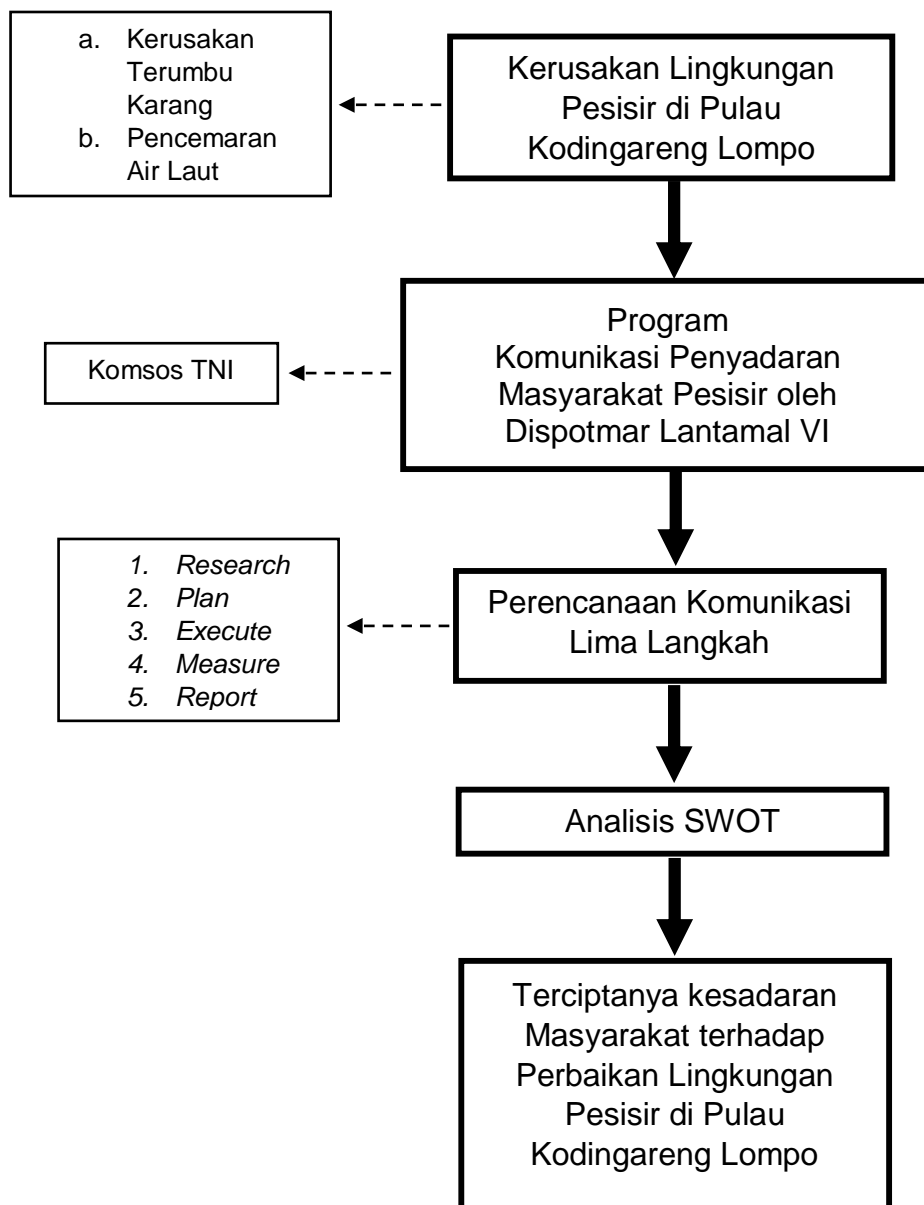 a. Kerusakan
Terumbu
Karang
b. Pencemaran
Air Laut
Kerusakan Lingkungan
Pesisir di Pulau
Kodingareng Lompo
Program
Komunikasi Penyadaran
Masyarakat Pesisir oleh
Dispotmar Lantamal VI
Komsos TNI
1. Research
2. Plan
3. Execute
4. Measure
5. Report
Perencanaan Komunikasi
Lima Langkah
Analisis SWOT
Terciptanya kesadaran
Masyarakat terhadap
Perbaikan Lingkungan
Pesisir di Pulau
Kodingareng Lompo